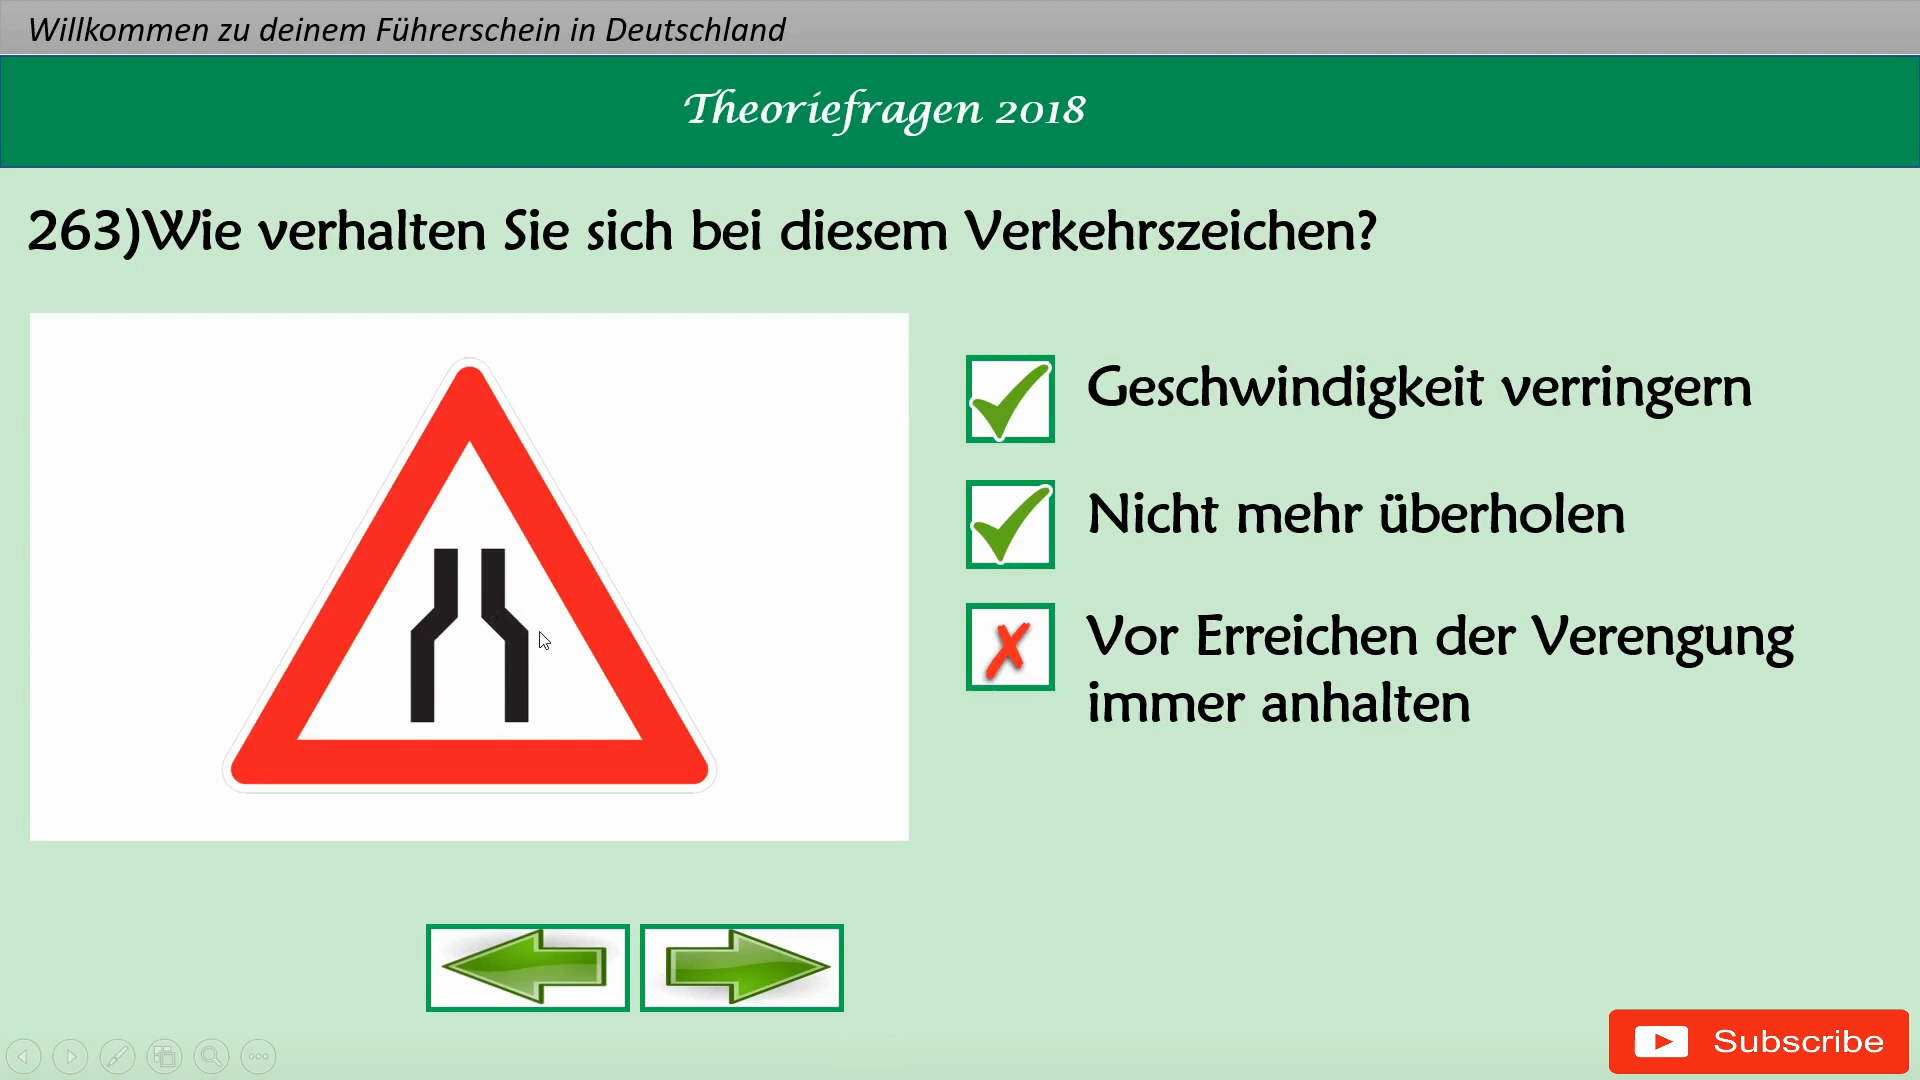 Willkommen zu deinem Führerschein in Deutschland
Theoriefragen 2018
263)Wie verhalten Sie sich bei diesem Verkehrszeichen?
Geschwindigkeit verringern
Nicht mehr überholen
Vor Erreichen der Verengung
immer anhalten
Subscribe